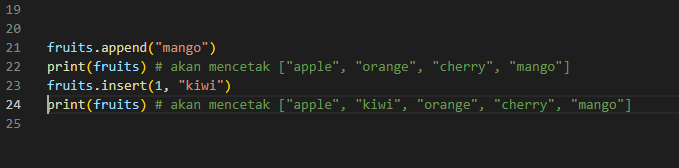 19
20
21 fruits.append("mango")
22 print(fruits) # akan mencetak ["apple", "orange", "cherry", "mango"]
23 fruits.insert(1, "kiwi")
24 print(fruits) # akan mencetak ["apple", "kiwi", "orange", "cherry", "mango"]
25